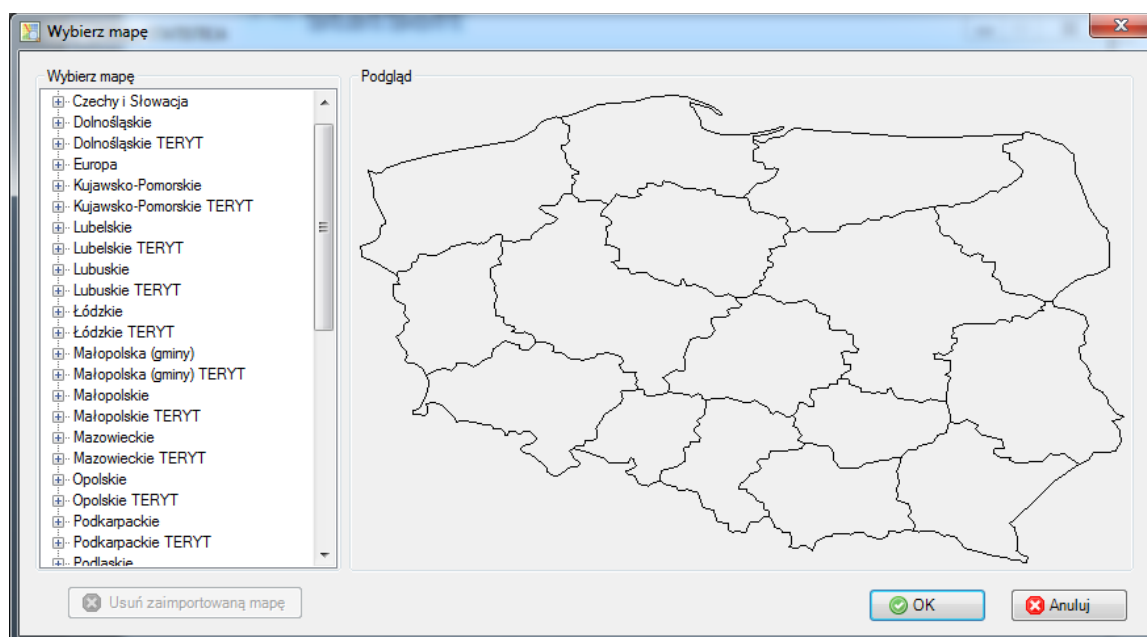 Wybierz mapę
Wybierz mapę
Czechy i Słowacja
Dolnośląskie
Dolnośląskie TERYT
Europa
Kujawsko-Pomorskie
Kujawsko-Pomorskie TERYT
Lubelskie
Lubelskie TERYT
Lubuskie
Lubuskie TERYT
Łódzkie
Łódzkie TERYT
Małopolska (gminy)
Małopolska (gminy) TERYT
Małopolskie
Małopolskie TERYT
Mazowieckie
Mazowieckie TERYT
Opolskie
Opolskie TERYT
Podkarpackie
Podkarpackie TERYT
Podlaskie
Podgląd
Usuń zaimportowaną mapę
OK
Anuluj